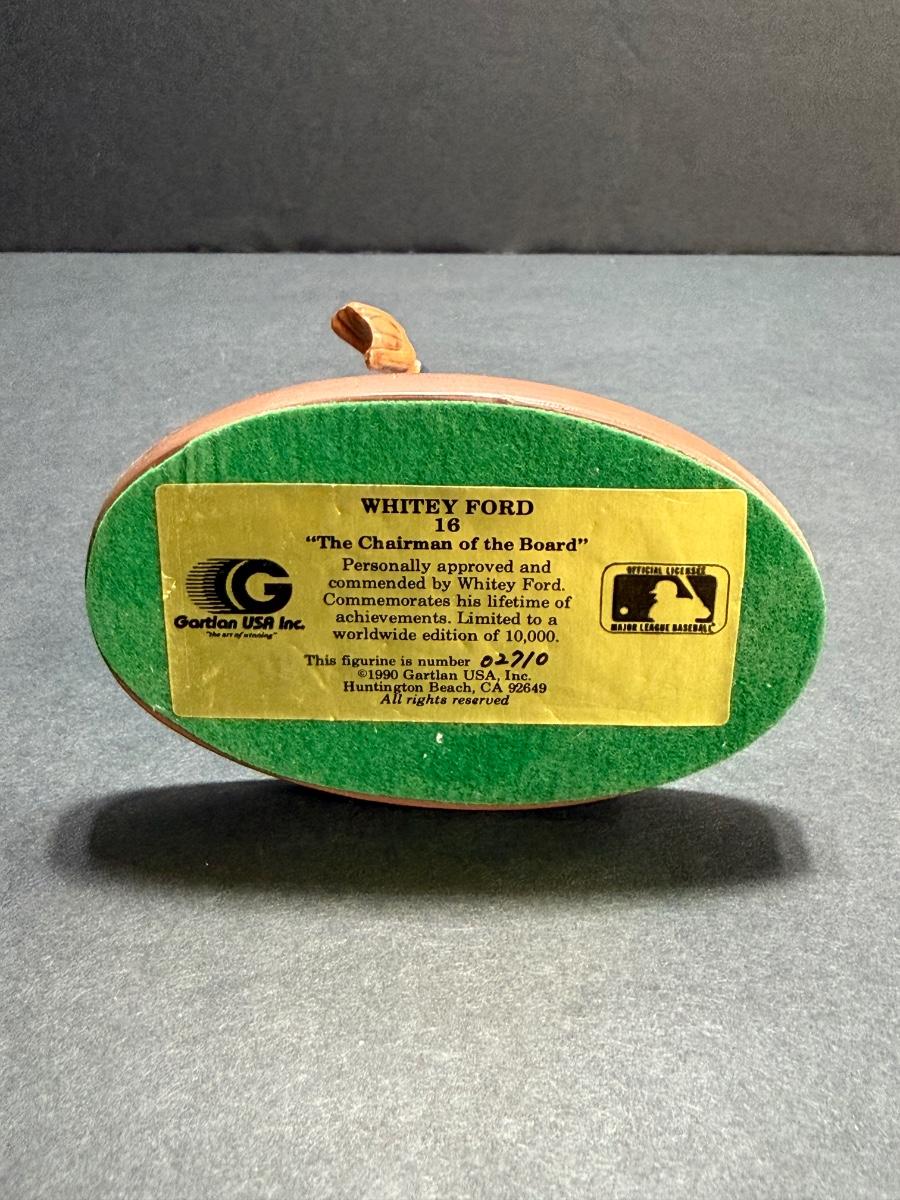 WHITEY FORD
16
“The Chairman of the Board”
Personally approved and
commended by Whitey Ford.
Commemorates his lifetime of
achievements. Limited to a
worldwide edition of 10,000.
This figurine is number 02710
©1990 Gartlan USA, Inc.
Huntington Beach, CA 92649
All rights reserved
G
Gartlan USA Inc.
"the art of winning"
OFFICIAL LICENSEE
MAJOR LEAGUE BASEBALL